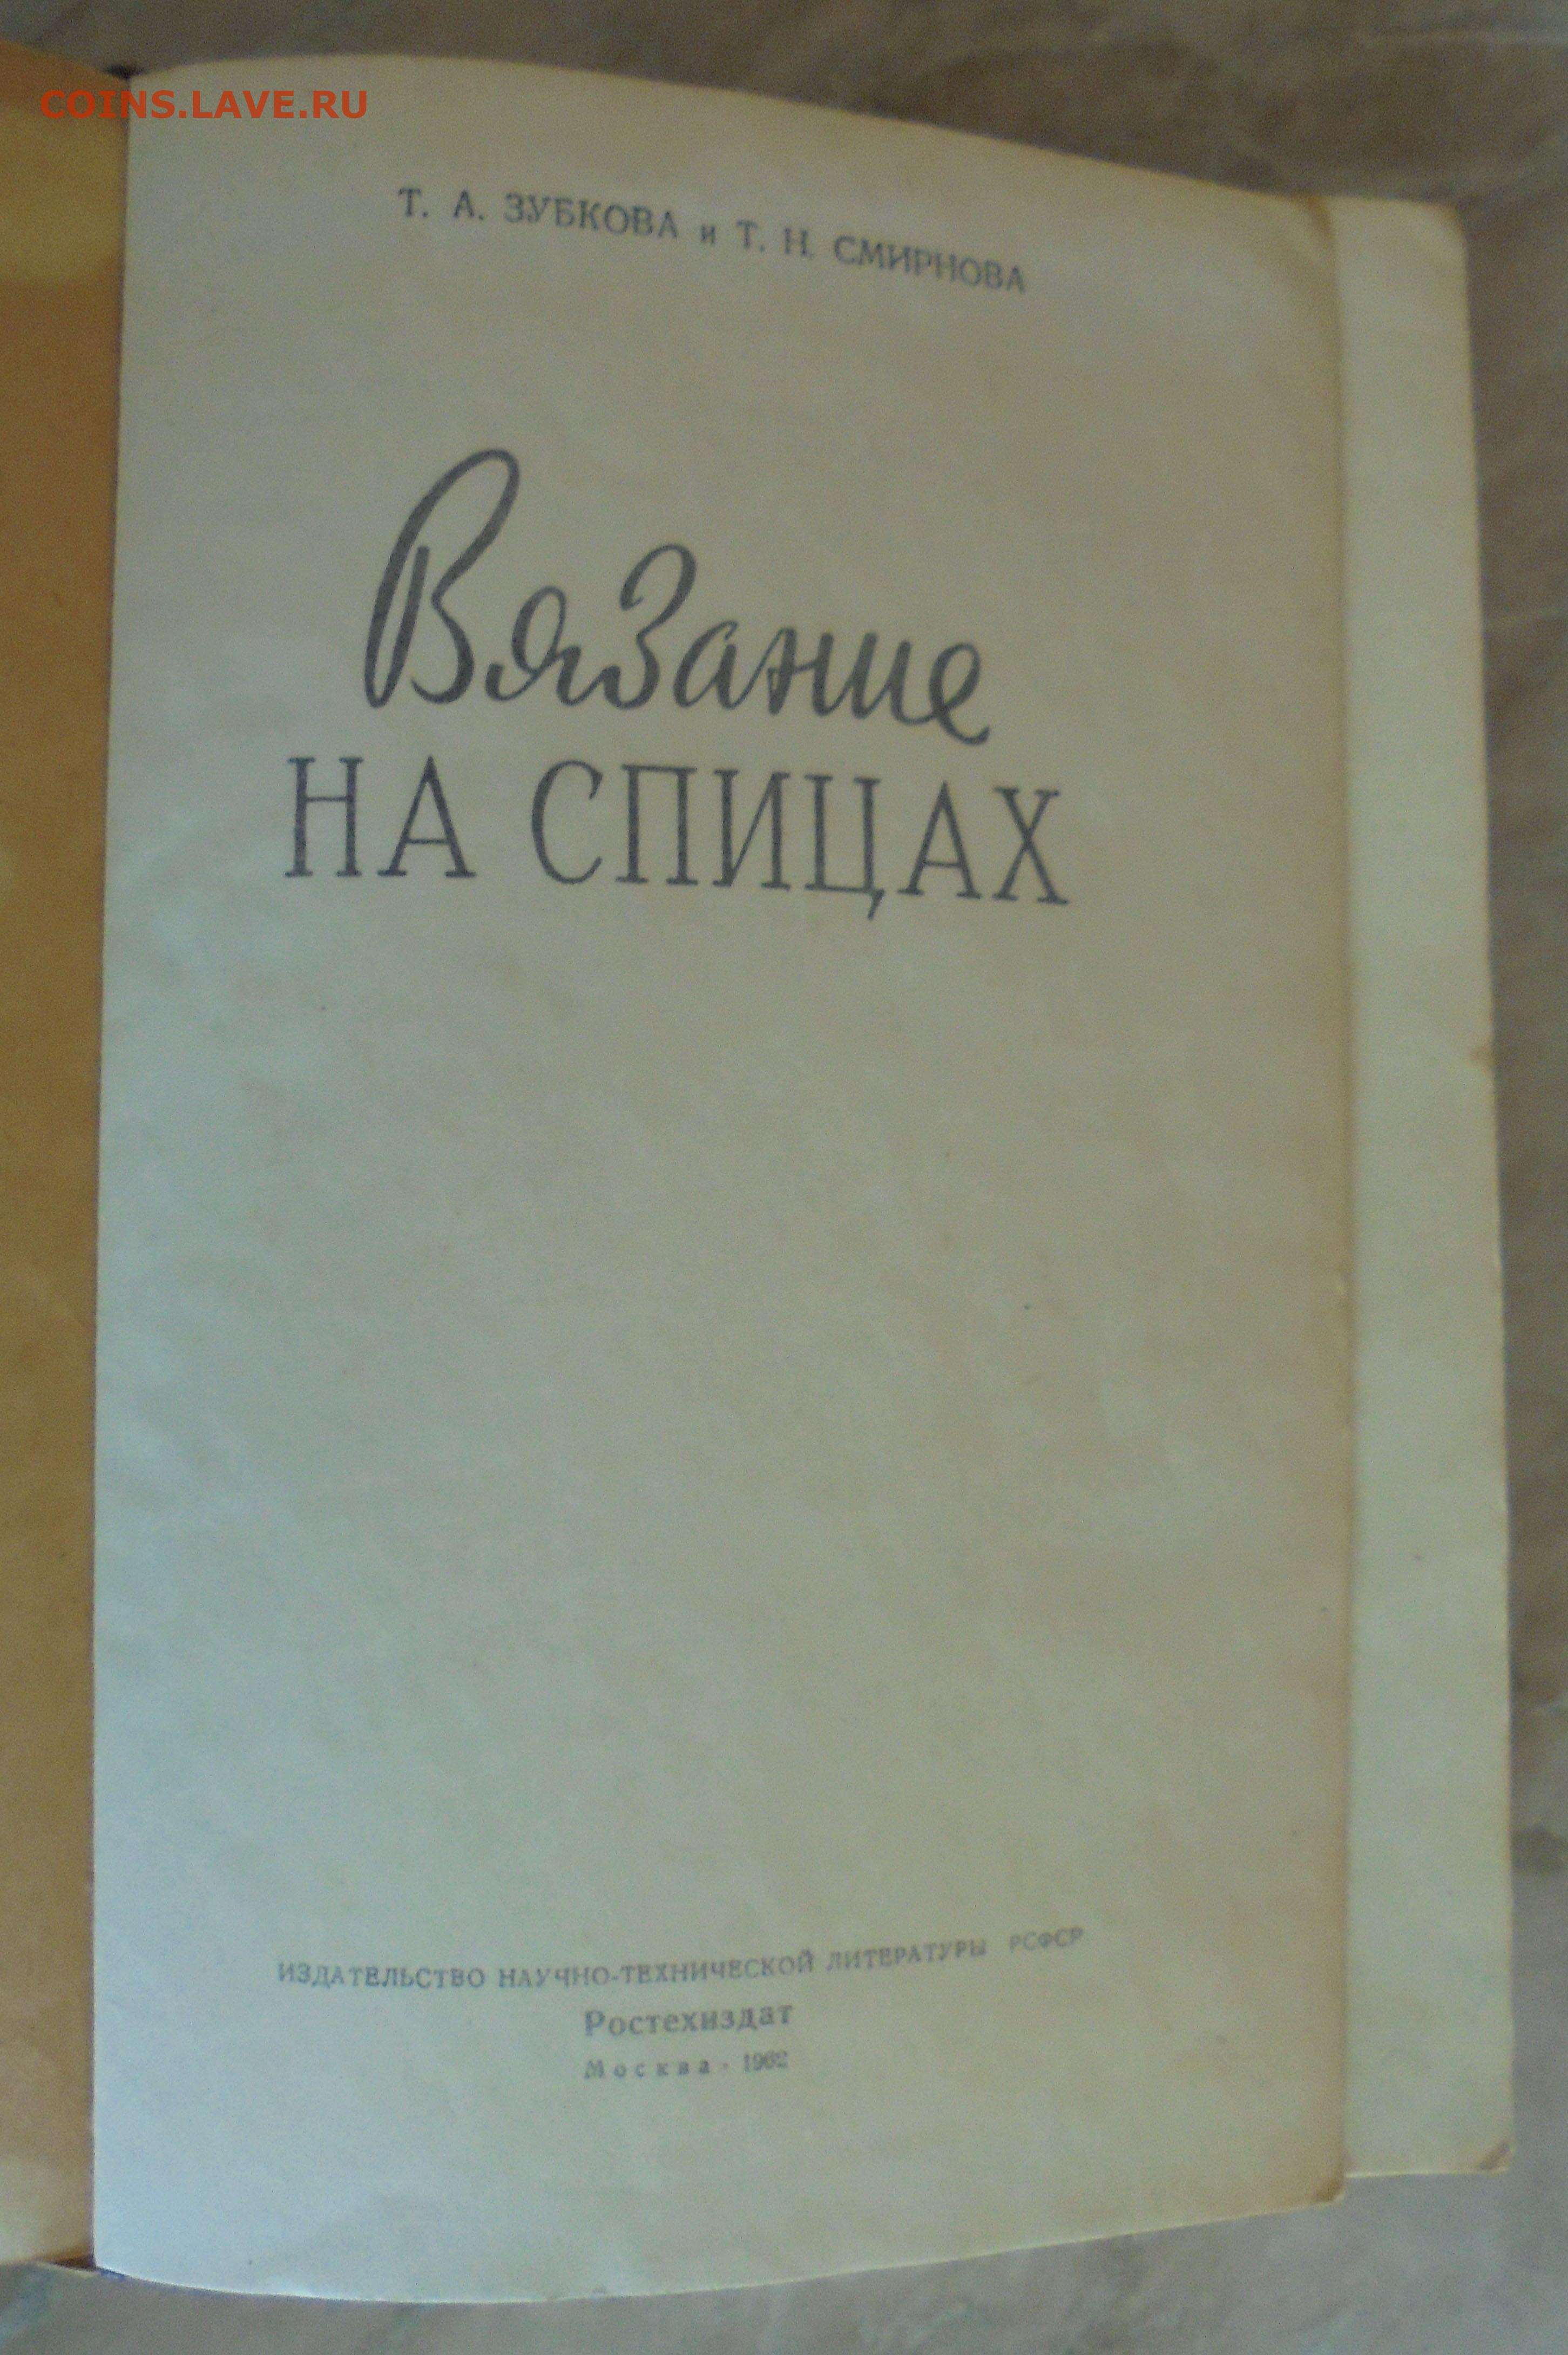 COINS.LAVE.RU
Т. А. ЗУБКОВА и Т. Н. СМИРНОВА
Вязание
НА СПИЦАХ
ИЗДАТЕЛЬСТВО НАУЧНО-ТЕХНИЧЕСКОЙ ЛИТЕРАТУРЫ РСФСР
Ростехиздат
Москва · 1962